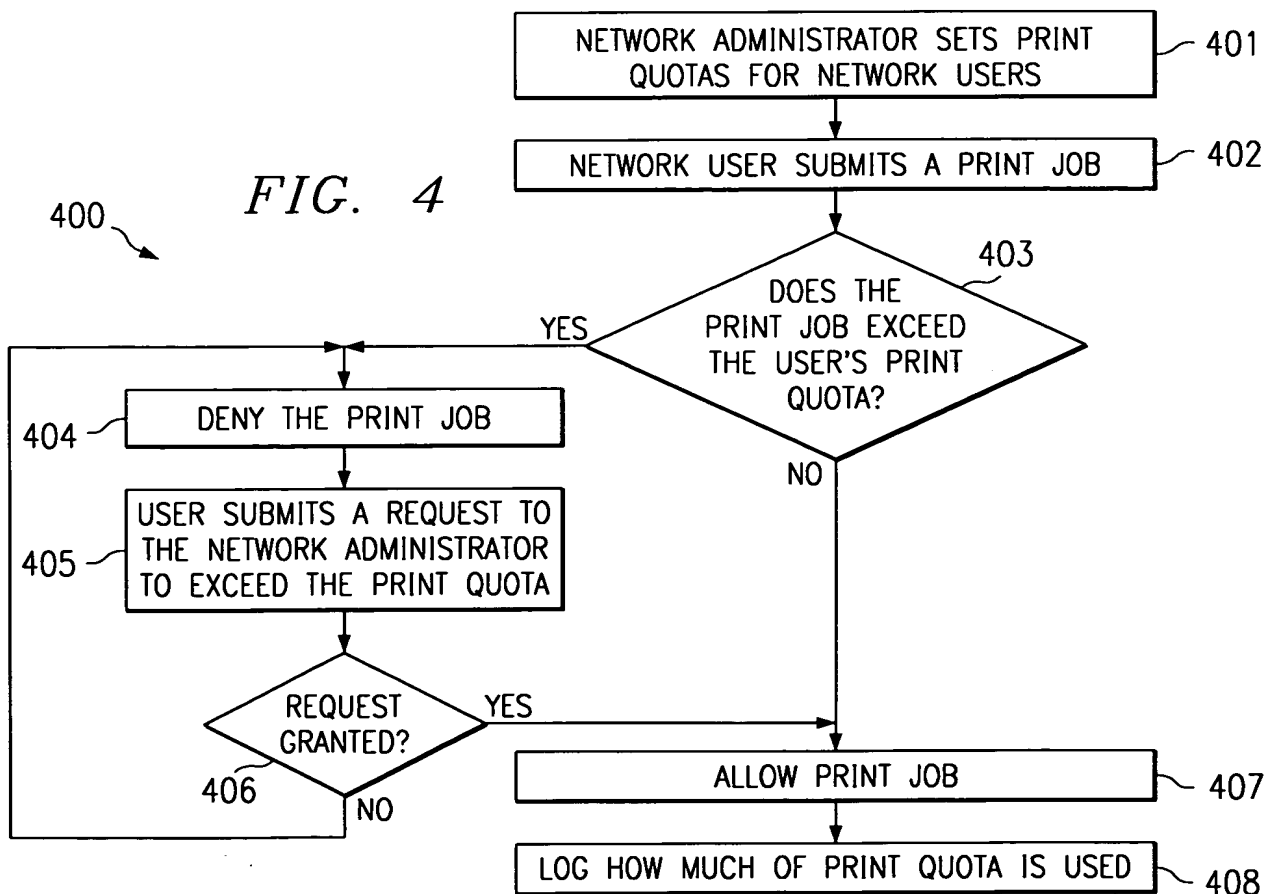 NETWORK ADMINISTRATOR SETS PRINT
QUOTAS FOR NETWORK USERS
401
NETWORK USER SUBMITS A PRINT JOB
402
FIG. 4
400
403
DOES THE
PRINT JOB EXCEED
THE USER'S PRINT
QUOTA?
YES
NO
DENY THE PRINT JOB
404
USER SUBMITS A REQUEST TO
THE NETWORK ADMINISTRATOR
TO EXCEED THE PRINT QUOTA
405
REQUEST
GRANTED?
YES
406
NO
ALLOW PRINT JOB
407
LOG HOW MUCH OF PRINT QUOTA IS USED
408